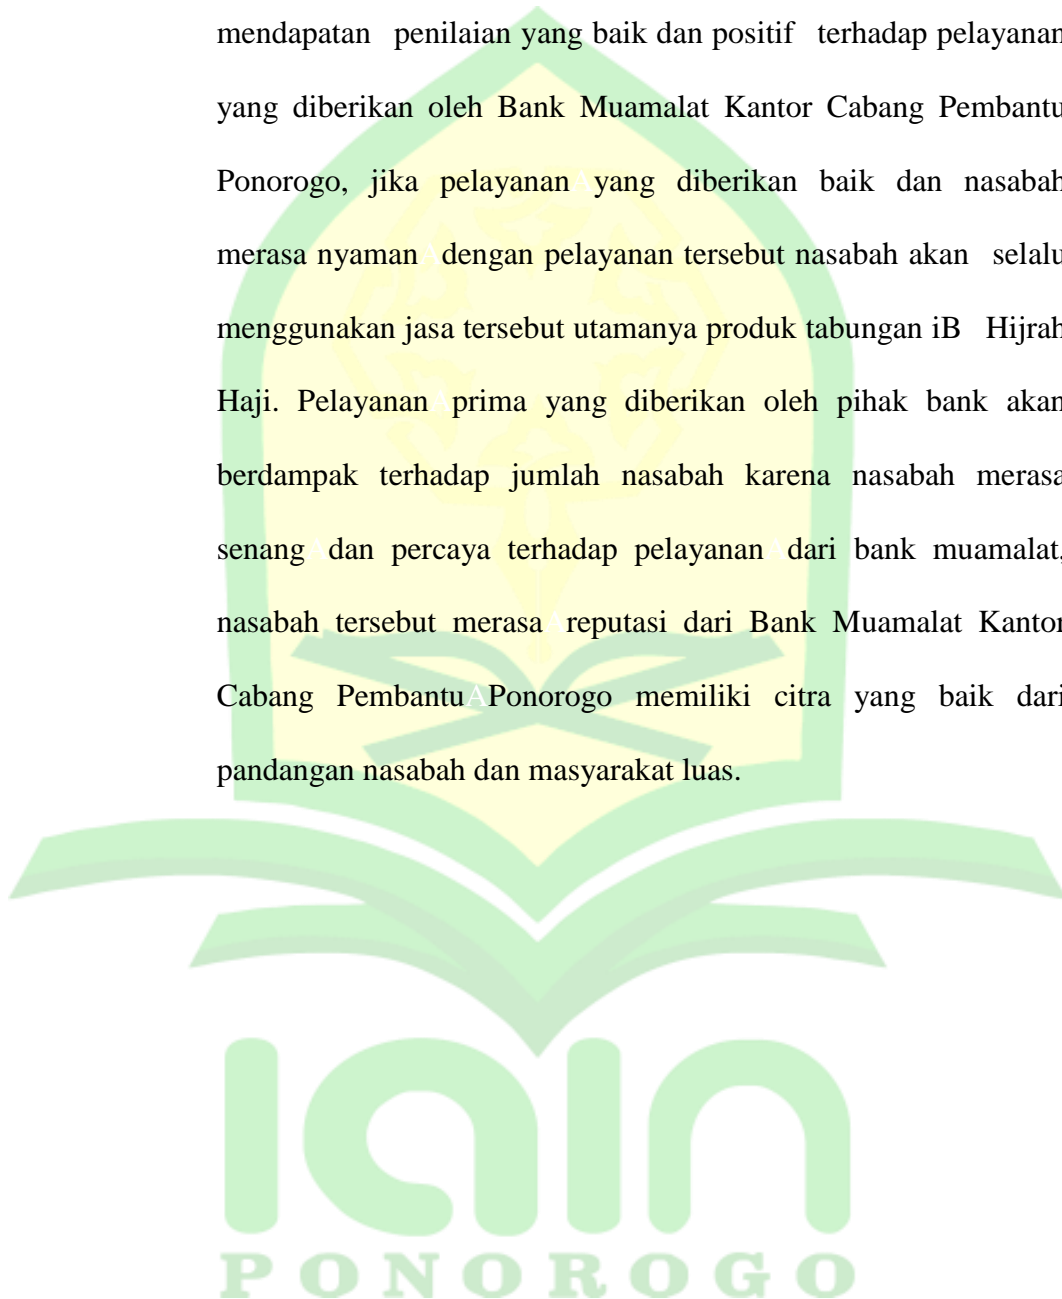 mendapatan penilaian yang baik dan positif terhadap pelayanan
yang diberikan oleh Bank Muamalat Kantor Cabang Pembantu
Ponorogo, jika pelayanan yang diberikan baik dan nasabah
merasa nyaman dengan pelayanan tersebut nasabah akan selalu
menggunakan jasa tersebut utamanya produk tabungan iB Hijrah
Haji. Pelayanan prima yang diberikan oleh pihak bank akan
berdampak terhadap jumlah nasabah karena nasabah merasa
senang dan percaya terhadap pelayanan dari bank muamalat,
nasabah tersebut merasa reputasi dari Bank Muamalat Kantor
Cabang Pembantu Ponorogo memiliki citra yang baik dari
pandangan nasabah dan masyarakat luas.
iain
PONOROGO